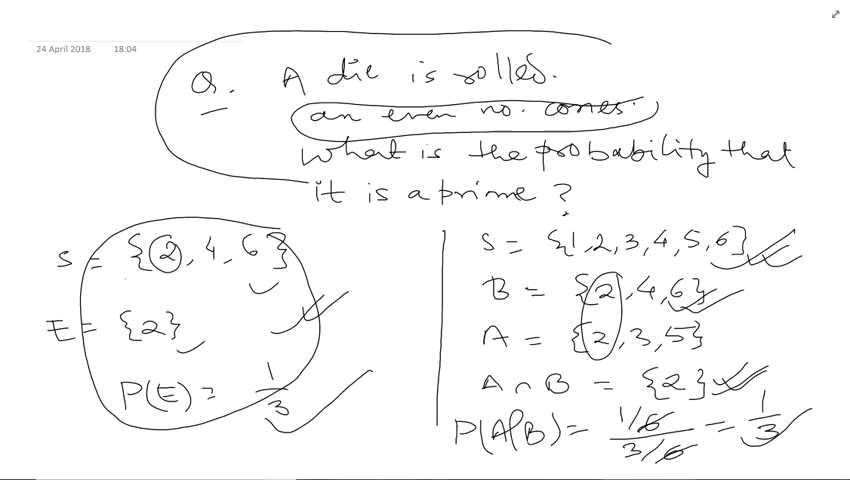 24 April 2018 18:04
Q. A die is rolled.
an even no. comes.
What is the probability that
it is a prime?
S = {2, 4, 6}
E = {2}
P(E) = 1/3
S = {1, 2, 3, 4, 5, 6}
B = {2, 4, 6}
A = {2, 3, 5}
A ∩ B = {2}
P(A/B) = (1/6)/(3/6) = 1/3